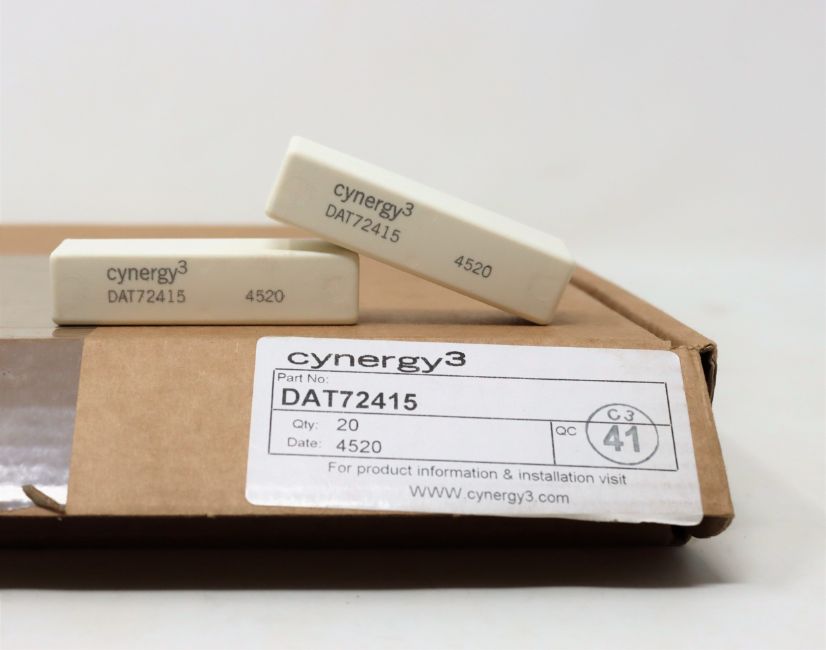 cynergy3
DAT72415
4520
cynergy3
DAT72415
4520
cynergy3
Part No:
DAT72415
Qty: 20
Date: 4520
QC
C3
41
For product information & installation visit
WWW.cynergy3.com